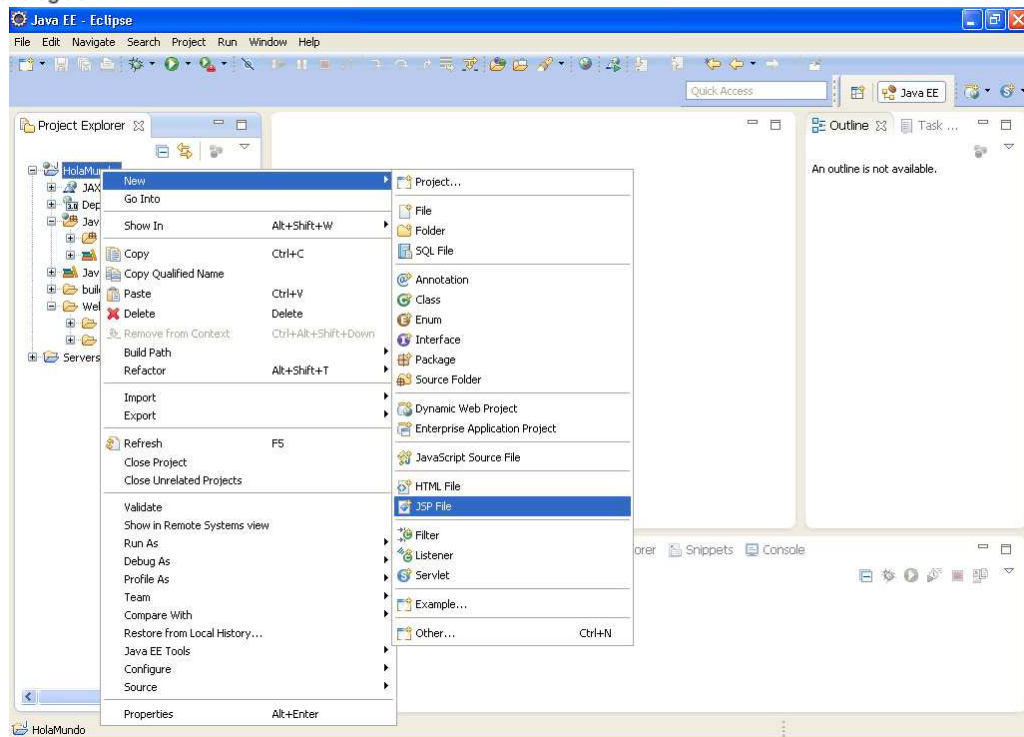 Java EE - Eclipse
File Edit Navigate Search Project Run Window Help
Quick Access
Java EE
Project Explorer
Outline Task ...
An outline is not available.
HolaMun
JAX
Dep
Jav
Jav
buil
Wel
Servers
New
Go Into
Show In Alt+Shift+W
Copy Ctrl+C
Copy Qualified Name
Paste Ctrl+V
Delete Delete
Remove from Context Ctrl+Alt+Shift+Down
Build Path
Refactor Alt+Shift+T
Import
Export
Refresh F5
Close Project
Close Unrelated Projects
Validate
Show in Remote Systems view
Run As
Debug As
Profile As
Team
Compare With
Restore from Local History...
Java EE Tools
Configure
Source
Properties Alt+Enter
Project...
File
Folder
SQL File
Annotation
Class
Enum
Interface
Package
Source Folder
Dynamic Web Project
Enterprise Application Project
JavaScript Source File
HTML File
JSP File
Filter
Listener
Servlet
Example...
Other... Ctrl+N
orer Snippets Console
HolaMundo